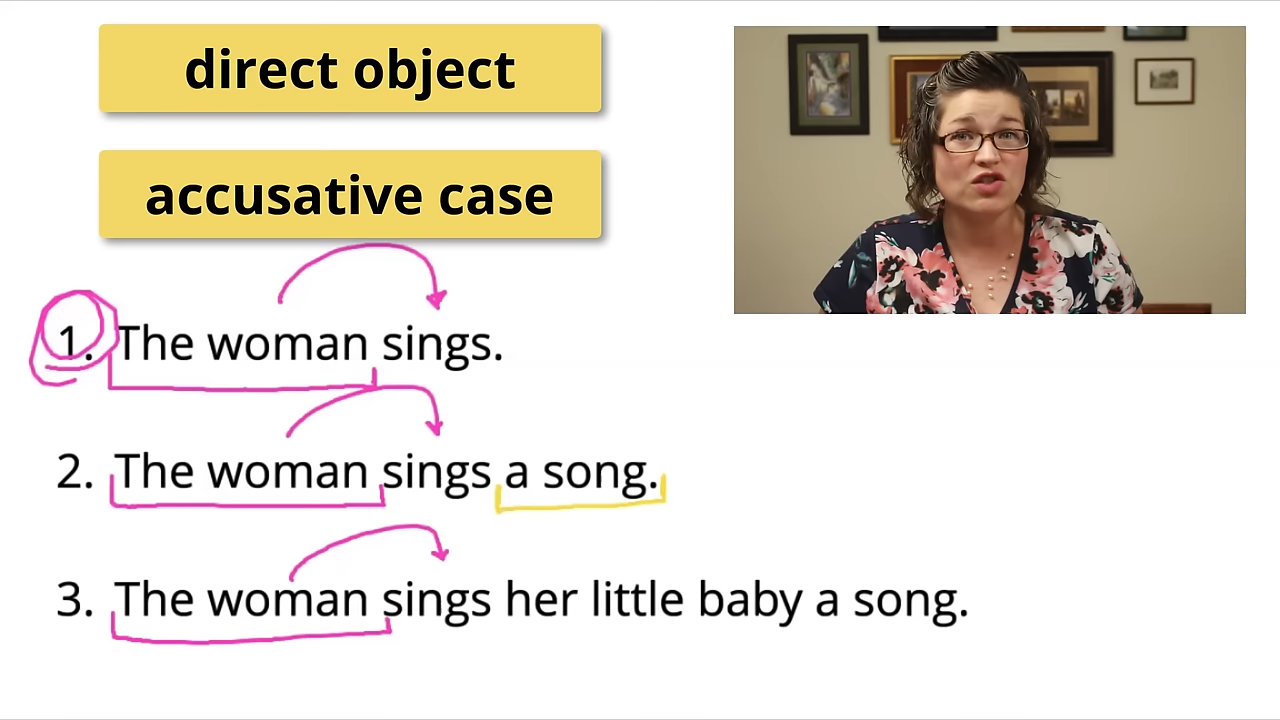 direct object
accusative case
1. The woman sings.
2. The woman sings a song.
3. The woman sings her little baby a song.